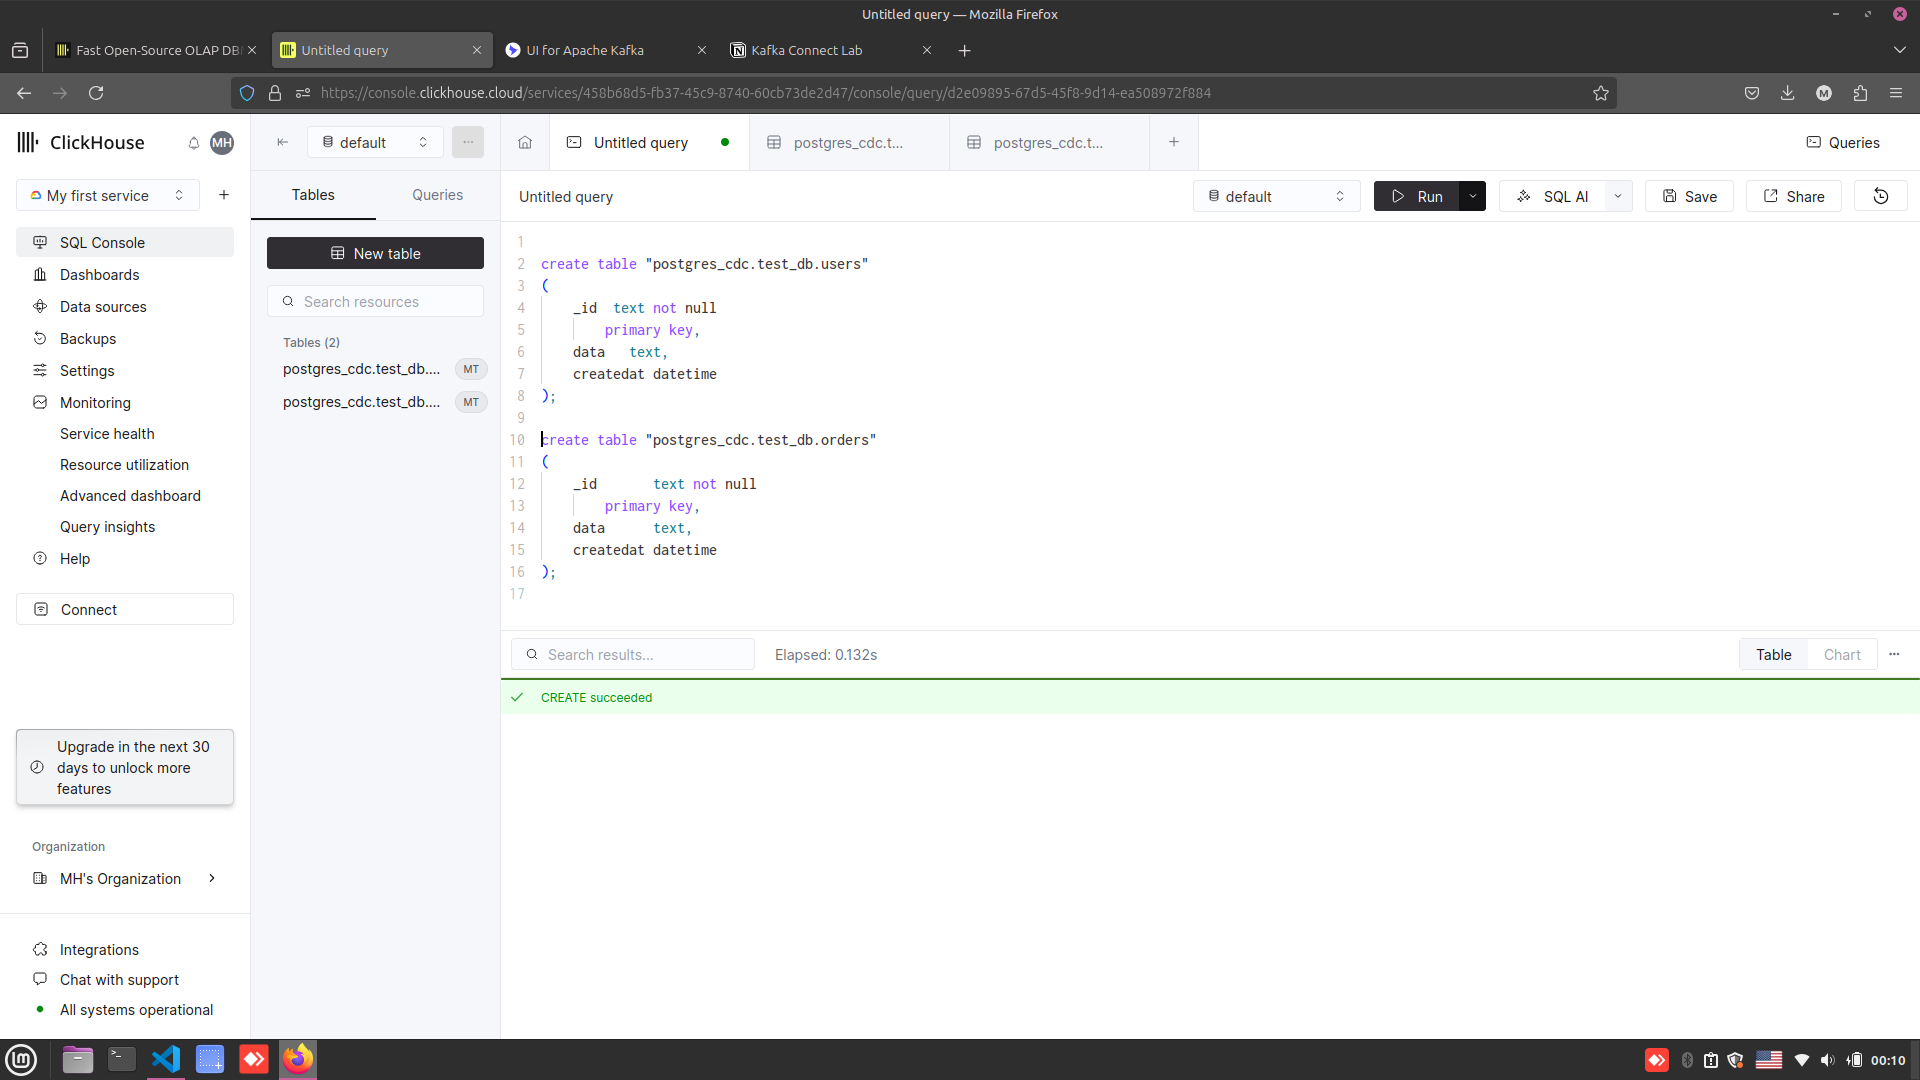 Untitled query — Mozilla Firefox
Fast Open-Source OLAP DB
Untitled query
UI for Apache Kafka
Kafka Connect Lab
https://console.clickhouse.cloud/services/458b68d5-fb37-45c9-8740-60cb73de2d47/console/query/d2e09895-67d5-45f8-9d14-ea508972f884
M
ClickHouse
MH
default
Untitled query
postgres_cdc.t...
postgres_cdc.t...
Queries
My first service
Tables
Queries
Untitled query
default
Run
SQL AI
Save
Share
SQL Console
Dashboards
Data sources
Backups
Settings
Monitoring
Service health
Resource utilization
Advanced dashboard
Query insights
Help
Connect
Upgrade in the next 30
days to unlock more
features
Organization
MH's Organization
Integrations
Chat with support
All systems operational
New table
Search resources
Tables (2)
postgres_cdc.test_db.... MT
postgres_cdc.test_db.... MT
1
2 create table "postgres_cdc.test_db.users"
3 (
4 _id text not null
5 primary key,
6 data text,
7 createdat datetime
8 );
9
10 create table "postgres_cdc.test_db.orders"
11 (
12 _id text not null
13 primary key,
14 data text,
15 createdat datetime
16 );
17
Search results...
Elapsed: 0.132s
Table
Chart
CREATE succeeded
00:10